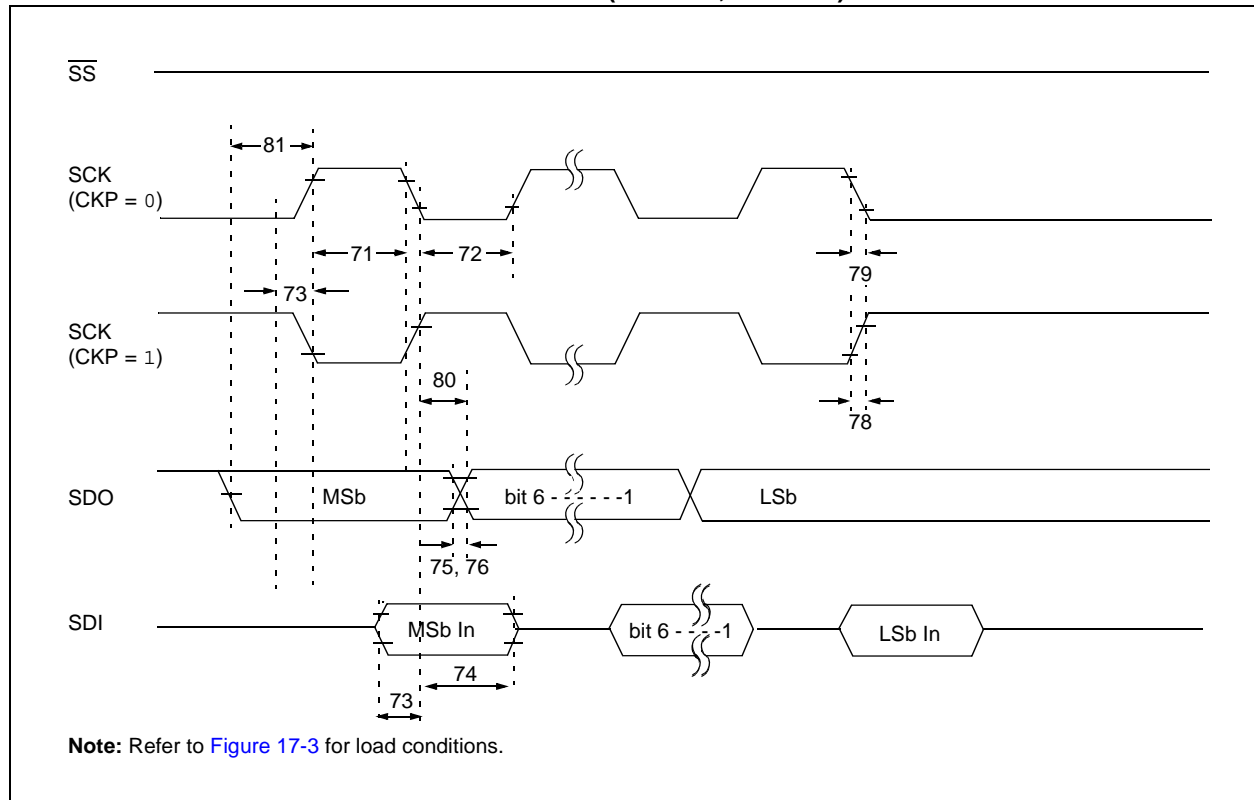 SS
81
SCK
(CKP = 0)
71
72
79
73
SCK
(CKP = 1)
80
78
SDO
MSb
bit 6 - - - - - - -1
LSb
75, 76
SDI
MSb In
bit 6 - - - - -1
LSb In
74
73
Note: Refer to Figure 17-3 for load conditions.